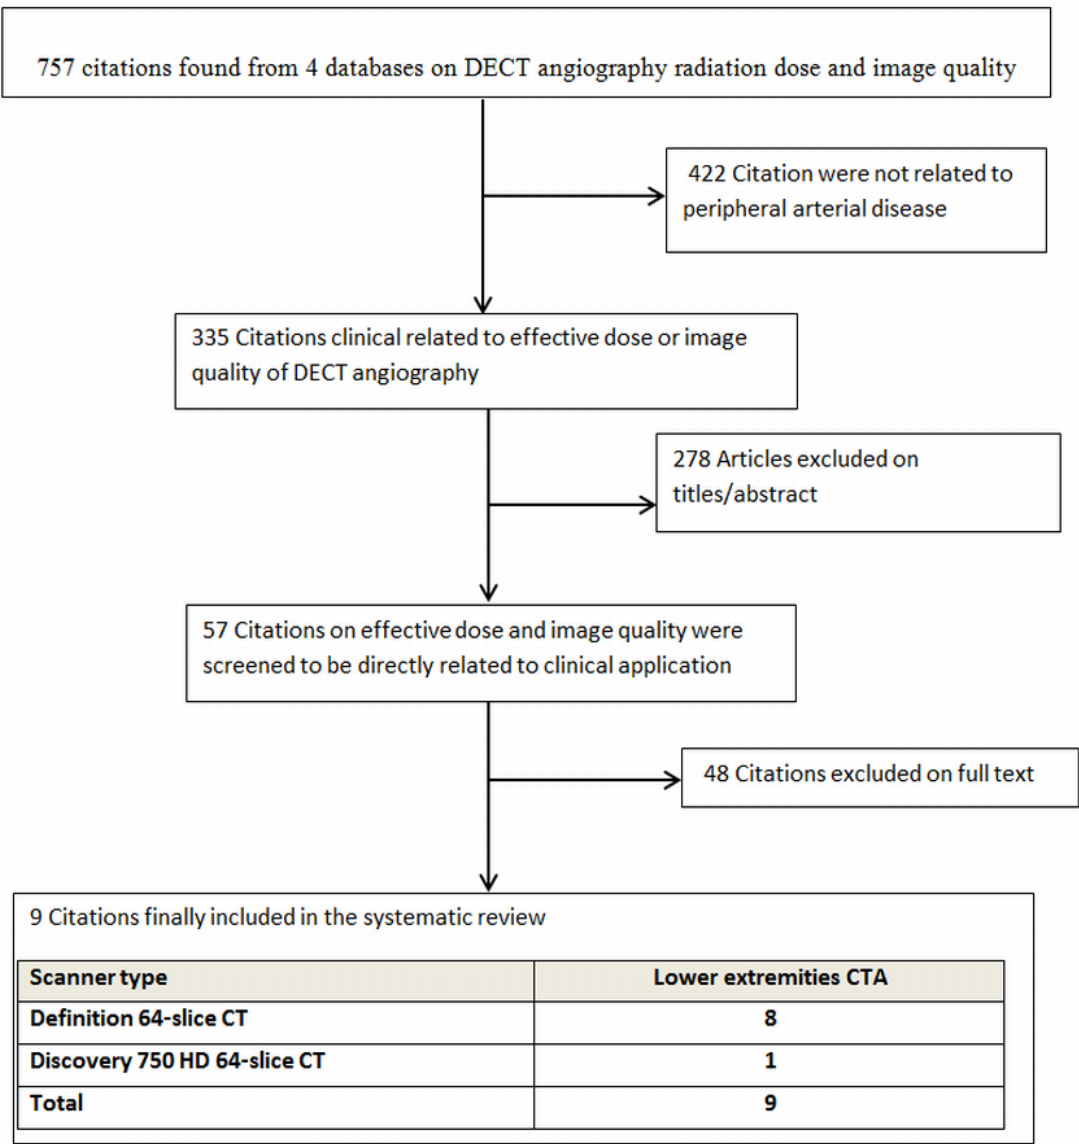 757 citations found from 4 databases on DECT angiography radiation dose and image quality
422 Citation were not related to
peripheral arterial disease
335 Citations clinical related to effective dose or image
quality of DECT angiography
278 Articles excluded on
titles/abstract
57 Citations on effective dose and image quality were
screened to be directly related to clinical application
48 Citations excluded on full text
9 Citations finally included in the systematic review
Scanner type Lower extremities CTA
Definition 64-slice CT 8
Discovery 750 HD 64-slice CT 1
Total 9